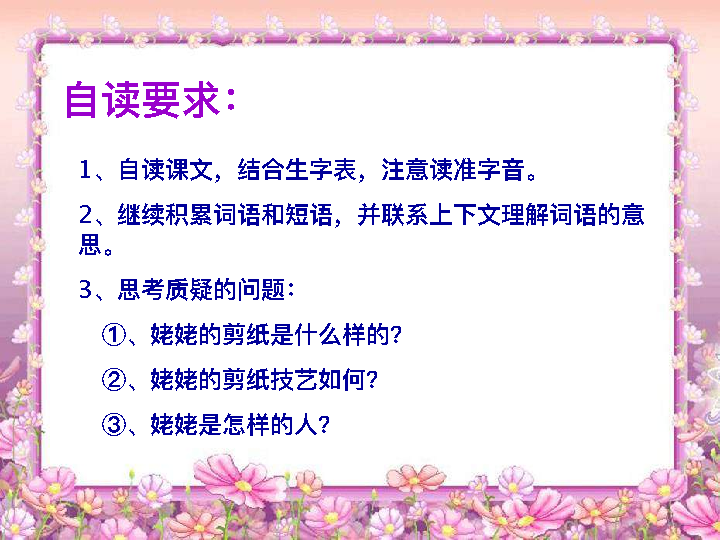 自读要求：
1、自读课文，结合生字表，注意读准字音。
2、继续积累词语和短语，并联系上下文理解词语的意
思。
3、思考质疑的问题：
①、姥姥的剪纸是什么样的?
②、姥姥的剪纸技艺如何?
③、姥姥是怎样的人?